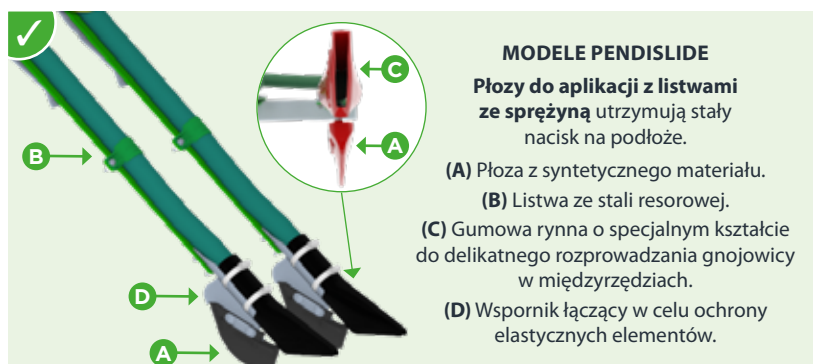 ✓
MODELE PENDISLIDE
Płozy do aplikacji z listwami
ze sprężyną utrzymują stały
nacisk na podłoże.
(A) Płoza z syntetycznego materiału.
(B) Listwa ze stali resorowej.
(C) Gumowa rynna o specjalnym kształcie
do delikatnego rozprowadzania gnojowicy
w międzyrzędziach.
(D) Wspornik łączący w celu ochrony
elastycznych elementów.
C
A
B
D
A